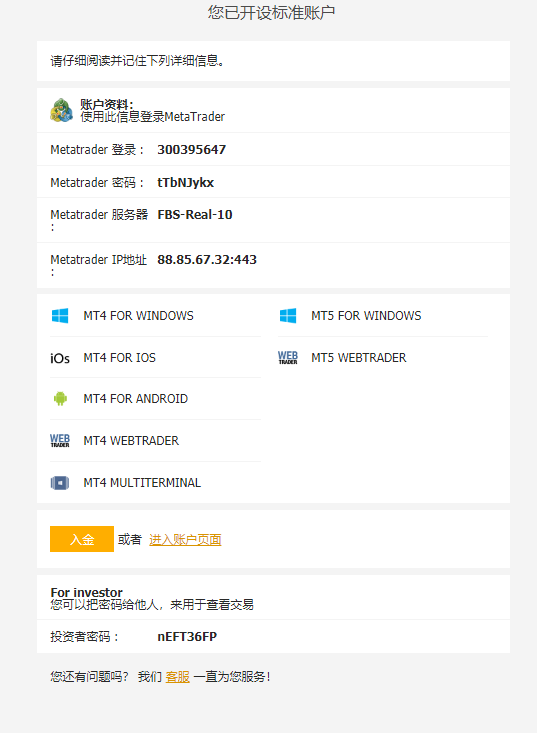 您已开设标准账户
请仔细阅读并记住下列详细信息。
账户资料：
使用此信息登录MetaTrader
Metatrader 登录： 300395647
Metatrader 密码： tTbNJykx
Metatrader 服务器 FBS-Real-10
：
Metatrader IP地址 88.85.67.32:443
：
MT4 FOR WINDOWS MT5 FOR WINDOWS
iOs MT4 FOR IOS WEB TRADER MT5 WEBTRADER
MT4 FOR ANDROID
WEB TRADER MT4 WEBTRADER
MT4 MULTITERMINAL
入金 或者 进入账户页面
For investor
您可以把密码给他人，来用于查看交易
投资者密码： nEFT36FP
您还有问题吗？ 我们 客服 一直为您服务！